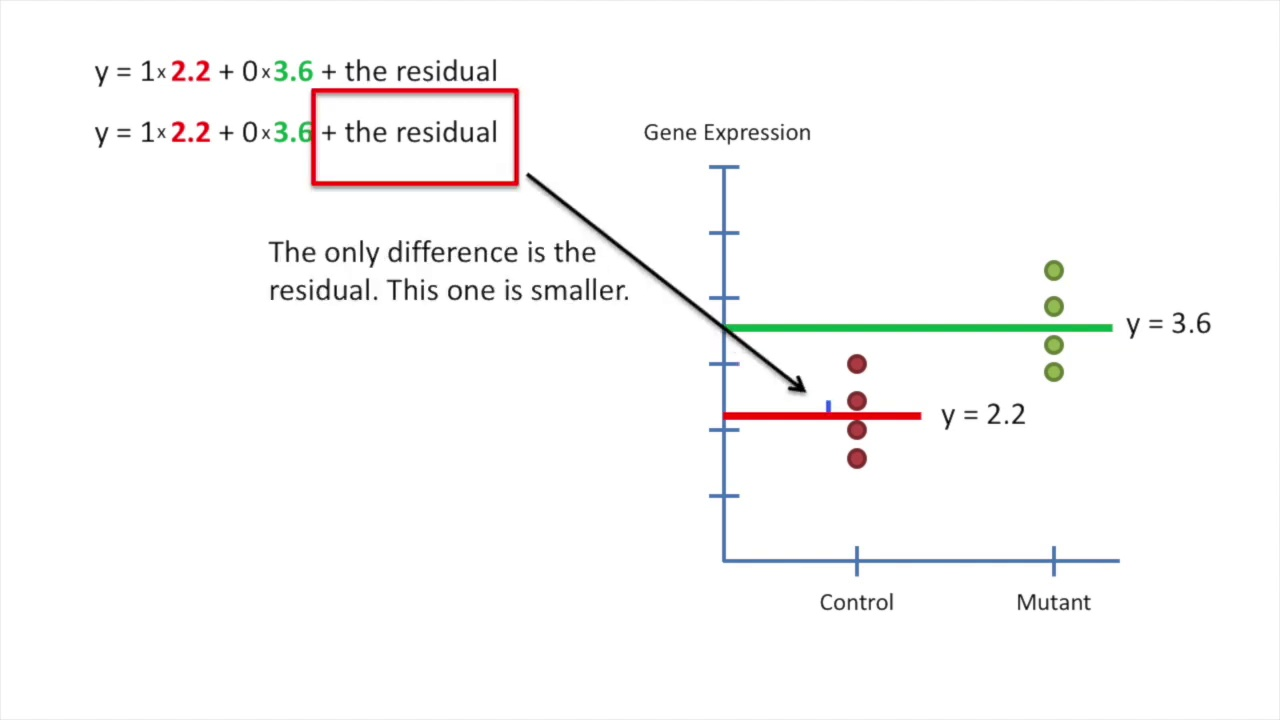 y = 1×2.2 + 0×3.6 + the residual
y = 1×2.2 + 0×3.6 + the residual
Gene Expression
The only difference is the
residual. This one is smaller.
y = 3.6
y = 2.2
Control
Mutant